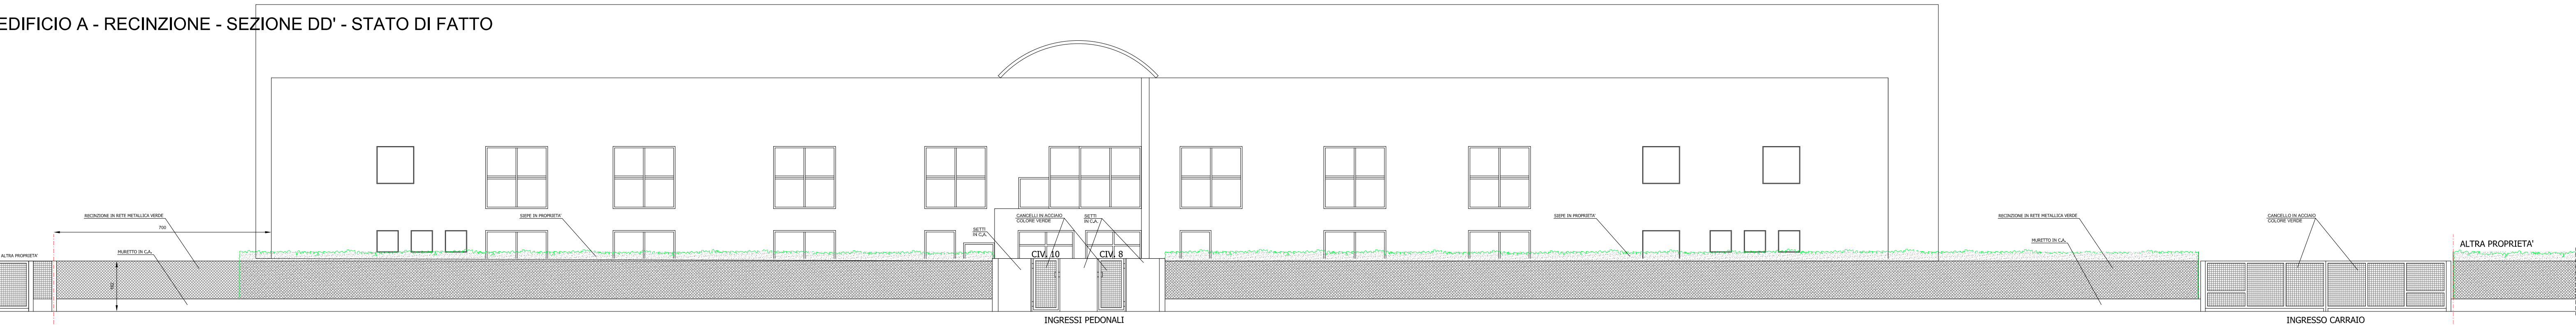 EDIFICIO A - RECINZIONE - SEZIONE DD' - STATO DI FATTO
RECINZIONE IN RETE METALLICA VERDE
SIEPE IN PROPRIETA'
CANCELLI IN ACCIAIO
COLORE VERDE
SETTI
IN C.A.
SIEPE IN PROPRIETA'
RECINZIONE IN RETE METALLICA VERDE
CANCELLO IN ACCIAIO
COLORE VERDE
700
SETTI
IN C.A.
MURETTO IN C.A.
MURETTO IN C.A.
ALTRA PROPRIETA'
ALTRA PROPRIETA'
CIV. 10
CIV. 8
162
INGRESSI PEDONALI
INGRESSO CARRAIO